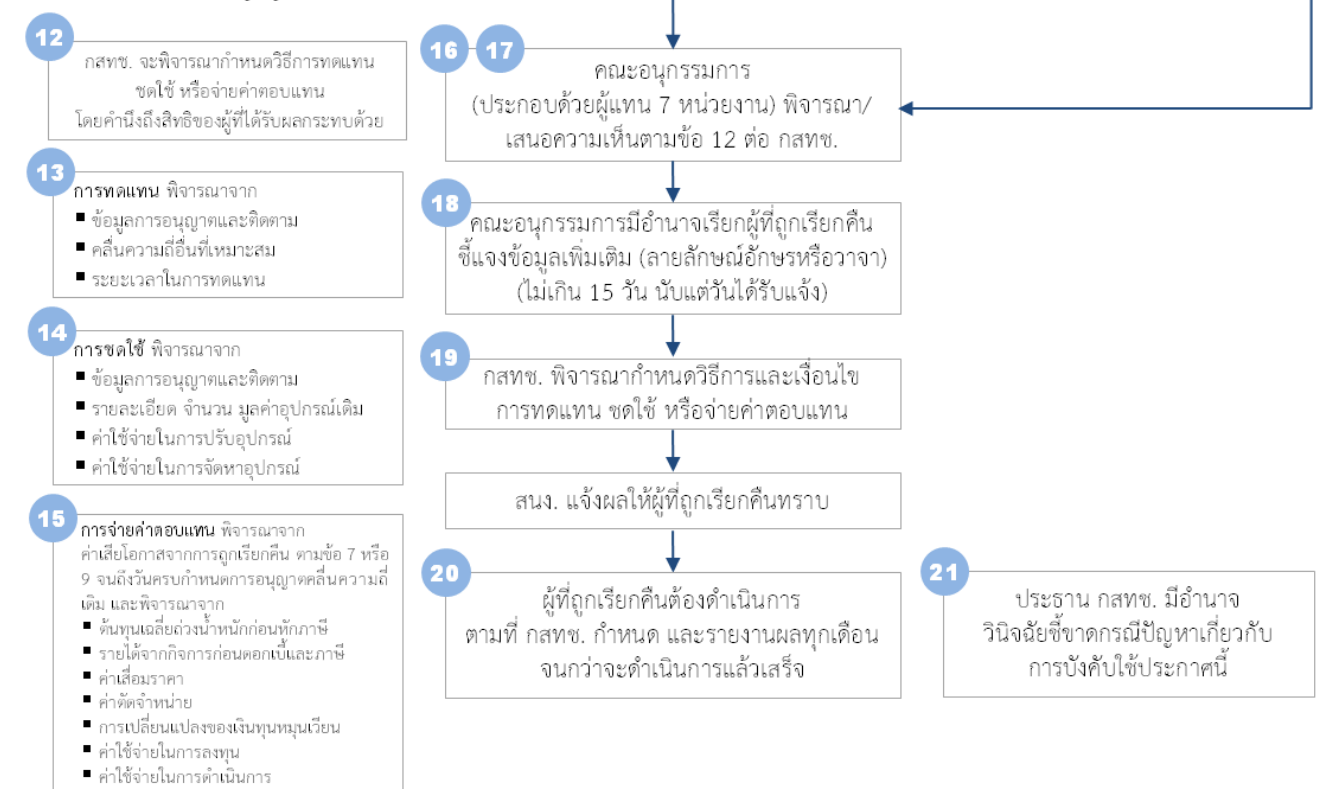 12
กสทช. จะพิจารณากำหนดวิธีการทดแทน
ชดใช้ หรือจ่ายค่าตอบแทน
โดยคำนึงถึงสิทธิของผู้ที่ได้รับผลกระทบด้วย
13
การทดแทน พิจารณาจาก
▪ ข้อมูลการอนุญาตและติดตาม
▪ คลื่นความถี่อื่นที่เหมาะสม
▪ ระยะเวลาในการทดแทน
14
การชดใช้ พิจารณาจาก
▪ ข้อมูลการอนุญาตและติดตาม
▪ รายละเอียด จำนวน มูลค่าอุปกรณ์เดิม
▪ ค่าใช้จ่ายในการปรับอุปกรณ์
▪ ค่าใช้จ่ายในการจัดหาอุปกรณ์
15
การจ่ายค่าตอบแทน พิจารณาจาก
ค่าเสียโอกาสจากการถูกเรียกคืน ตามข้อ 7 หรือ
9 จนถึงวันครบกำหนดการอนุญาตคลื่นความถี่
เดิม และพิจารณาจาก
▪ ต้นทุนเฉลี่ยถ่วงน้ำหนักก่อนหักภาษี
▪ รายได้จากกิจการก่อนดอกเบี้และภาษี
▪ ค่าเสื่อมราคา
▪ ค่าตัดจำหน่าย
▪ การเปลี่ยนแปลงของเงินทุนหมุนเวียน
▪ ค่าใช้จ่ายในการลงทุน
▪ ค่าใช้จ่ายในการดำเนินการ
16 17
คณะอนุกรรมการ
(ประกอบด้วยผู้แทน 7 หน่วยงาน) พิจารณา/
เสนอความเห็นตามข้อ 12 ต่อ กสทช.
18
คณะอนุกรรมการมีอำนาจเรียกผู้ที่ถูกเรียกคืน
ชี้แจงข้อมูลเพิ่มเติม (ลายลักษณ์อักษรหรือวาจา)
(ไม่เกิน 15 วัน นับแต่วันได้รับแจ้ง)
19
กสทช. พิจารณากำหนดวิธีการและเงื่อนไข
การทดแทน ชดใช้ หรือจ่ายค่าตอบแทน
สนง. แจ้งผลให้ผู้ที่ถูกเรียกคืนทราบ
20
ผู้ที่ถูกเรียกคืนต้องดำเนินการ
ตามที่ กสทช. กำหนด และรายงานผลทุกเดือน
จนกว่าจะดำเนินการแล้วเสร็จ
21
ประธาน กสทช. มีอำนาจ
วินิจฉัยชี้ขาดกรณีปัญหาเกี่ยวกับ
การบังคับใช้ประกาศนี้